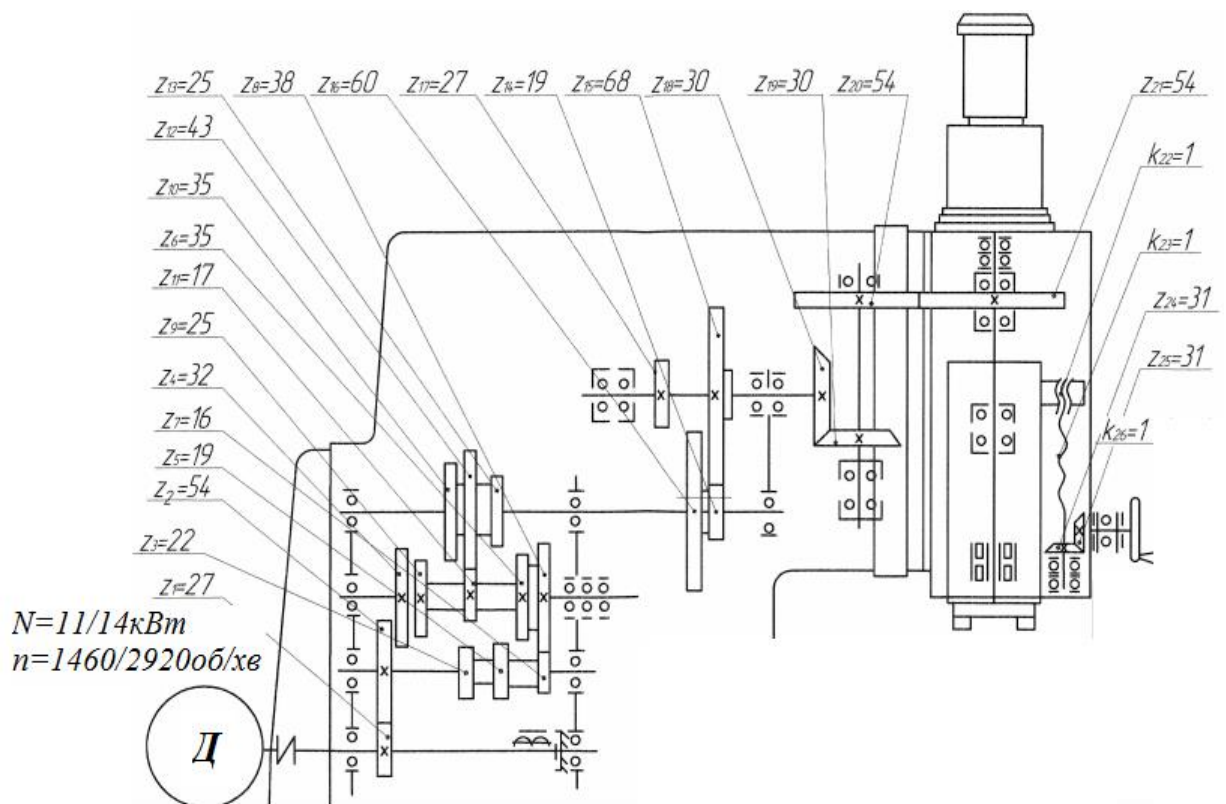 z₁₃=25
z₈=38
z₁₆=60
z₁₇=27
z₁₄=19
z₁₅=68
z₁₈=30
z₁₉=30
z₂₀=54
z₂₁=54
z₁₂=43
z₁₀=35
z₆=35
z₁₁=17
z₉=25
z₄=32
z₇=16
z₅=19
z₂=54
z₃=22
z₁=27
k₂₂=1
k₂₃=1
z₂₄=31
z₂₅=31
k₂₆=1
N=11/14кВт
n=1460/2920об/хв
Д